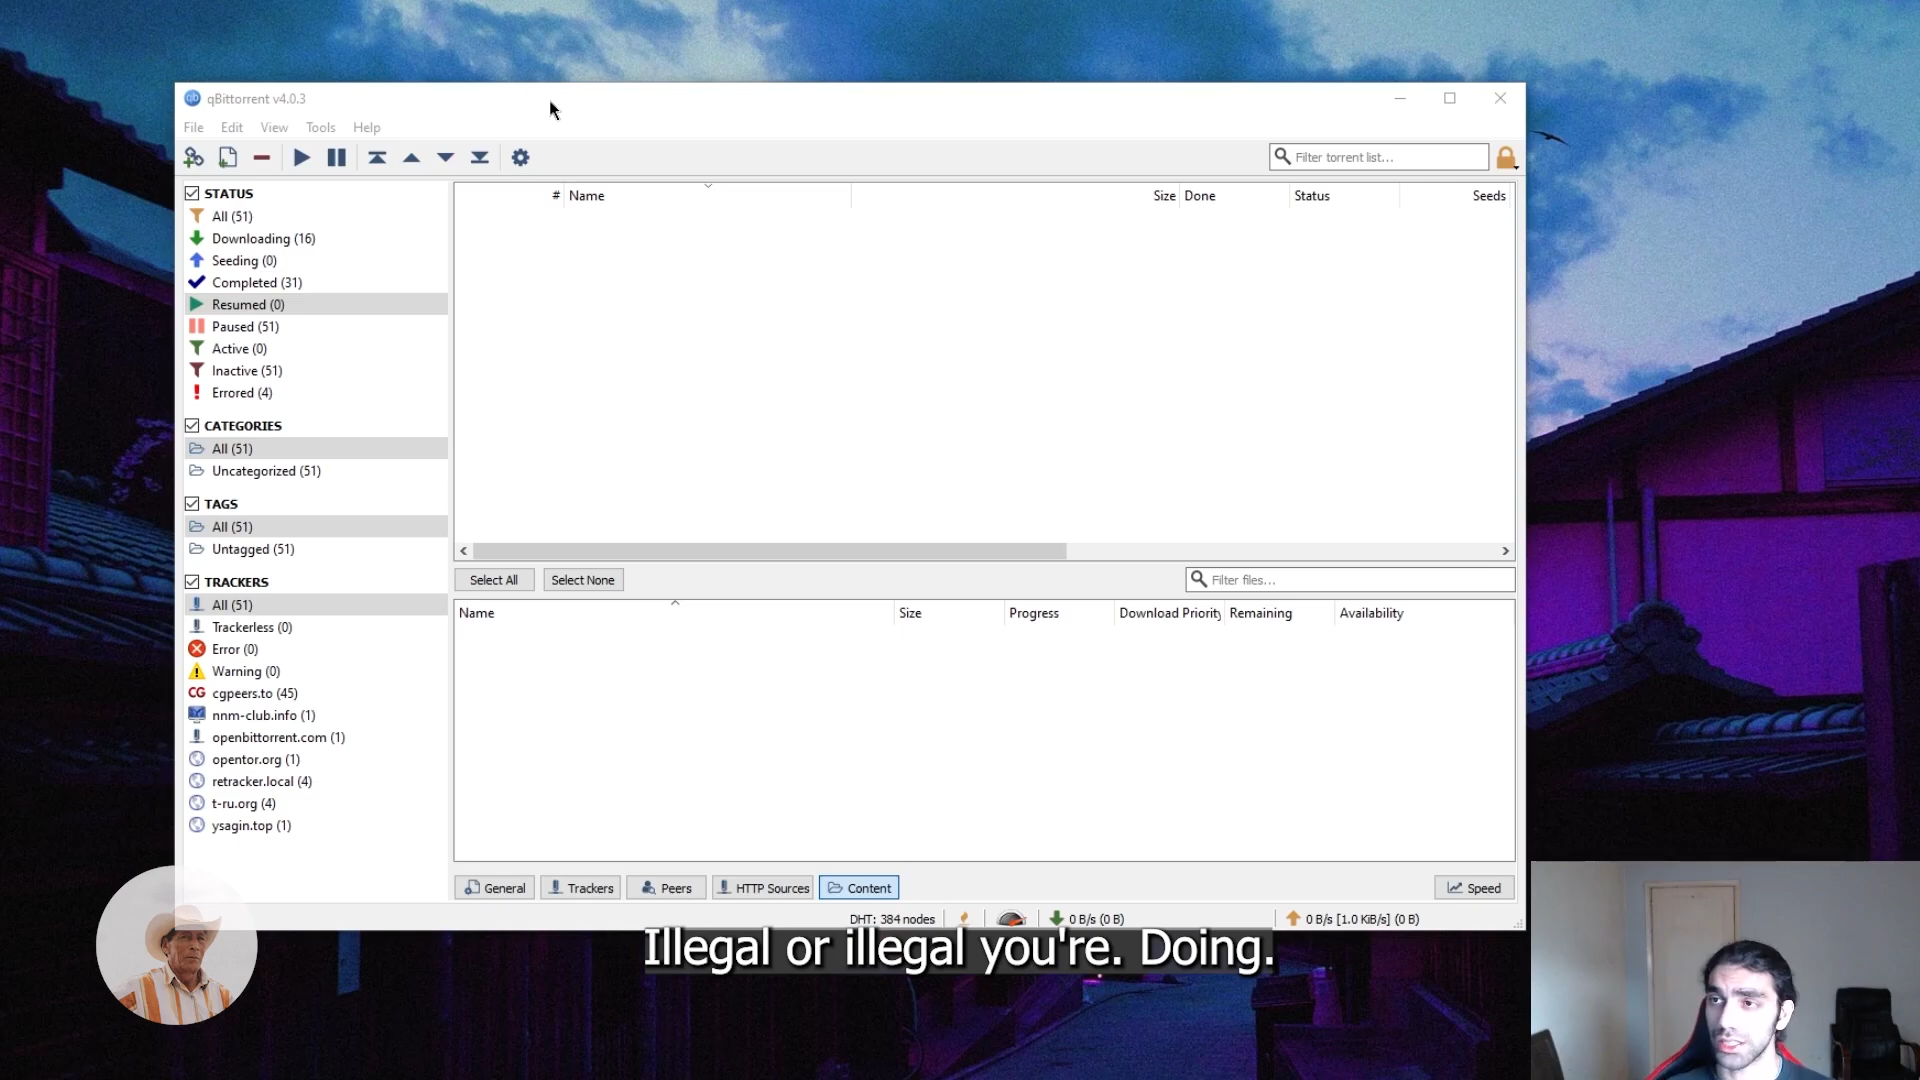 qBittorrent v4.0.3
File Edit View Tools Help
Filter torrent list...
STATUS
All (51)
Downloading (16)
Seeding (0)
Completed (31)
Resumed (0)
Paused (51)
Active (0)
Inactive (51)
Errored (4)
CATEGORIES
All (51)
Uncategorized (51)
TAGS
All (51)
Untagged (51)
TRACKERS
All (51)
Trackerless (0)
Error (0)
Warning (0)
CG cgpeers.to (45)
nnm-club.info (1)
openbittorrent.com (1)
opentor.org (1)
retracker.local (4)
t-ru.org (4)
ysagin.top (1)
# Name Size Done Status Seeds
Select All Select None Filter files...
Name Size Progress Download Priority Remaining Availability
General Trackers Peers HTTP Sources Content Speed
DHT: 384 nodes 0 B/s (0 B) 0 B/s [1.0 KiB/s] (0 B)
Illegal or illegal you're. Doing.